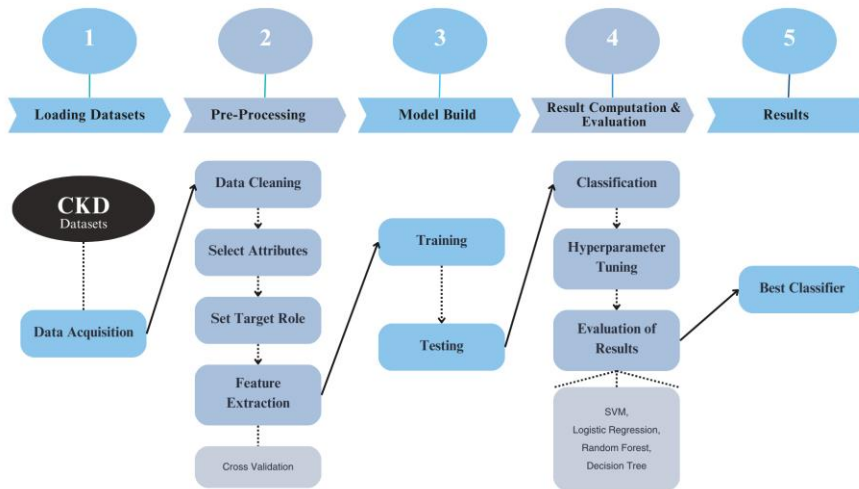 1
2
3
4
5
Loading Datasets
Pre-Processing
Model Build
Result Computation &
Evaluation
Results
CKD
Datasets
Data Acquisition
Data Cleaning
Select Attributes
Set Target Role
Feature
Extraction
Cross Validation
Training
Testing
Classification
Hyperparameter
Tuning
Evaluation of
Results
SVM,
Logistic Regression,
Random Forest,
Decision Tree
Best Classifier